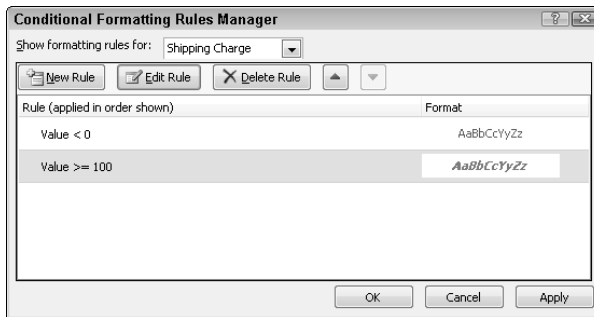 Conditional Formatting Rules Manager
Show formatting rules for: Shipping Charge
New Rule Edit Rule Delete Rule
Rule (applied in order shown) Format
Value < 0 AaBbCcYyZz
Value >= 100 AaBbCcYyZz
OK Cancel Apply